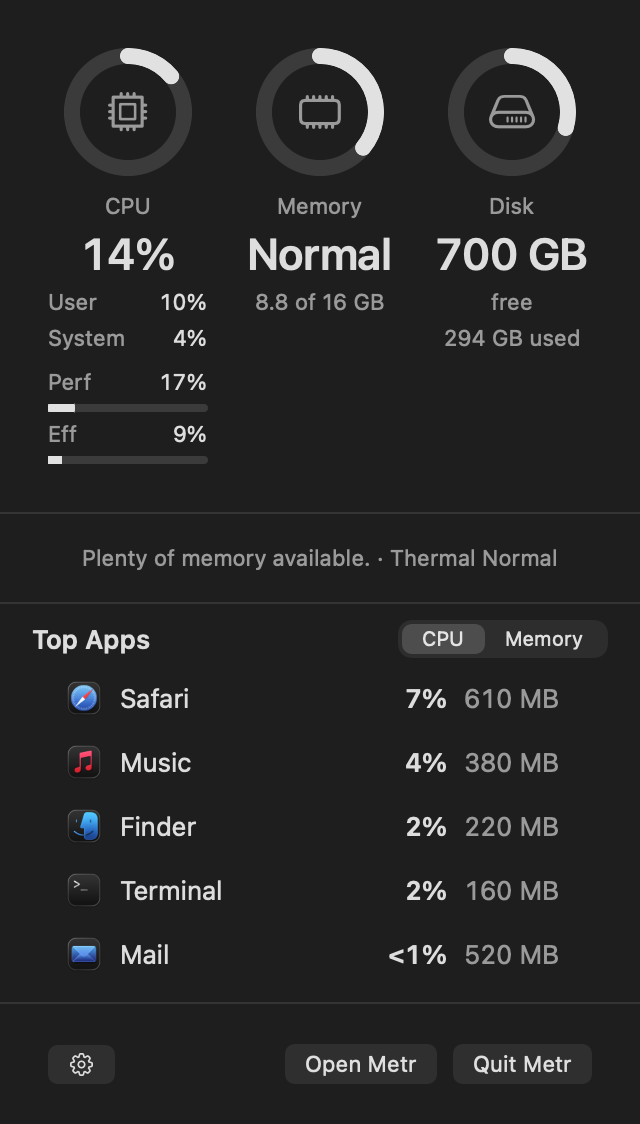 CPU
14%
User 10%
System 4%
Perf 17%
Eff 9%
Memory
Normal
8.8 of 16 GB
Disk
700 GB
free
294 GB used
Plenty of memory available. · Thermal Normal
Top Apps
CPU Memory
Safari 7% 610 MB
Music 4% 380 MB
Finder 2% 220 MB
>_
Terminal 2% 160 MB
Mail <1% 520 MB
Open Metr Quit Metr